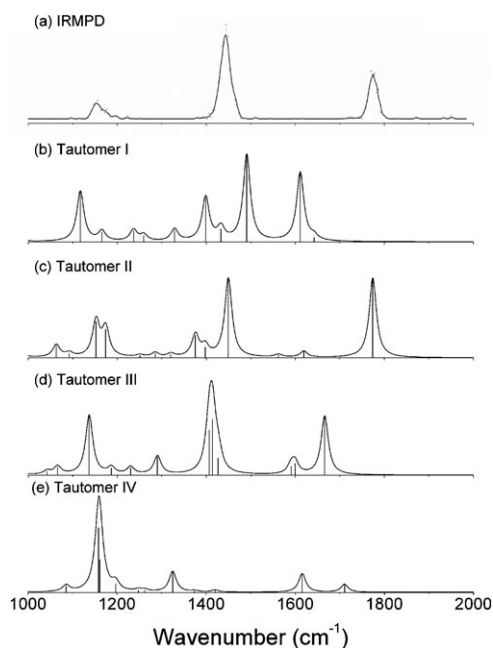 (a) IRMPD
(b) Tautomer I
(c) Tautomer II
(d) Tautomer III
(e) Tautomer IV
1000 1200 1400 1600 1800 2000
Wavenumber (cm⁻¹)